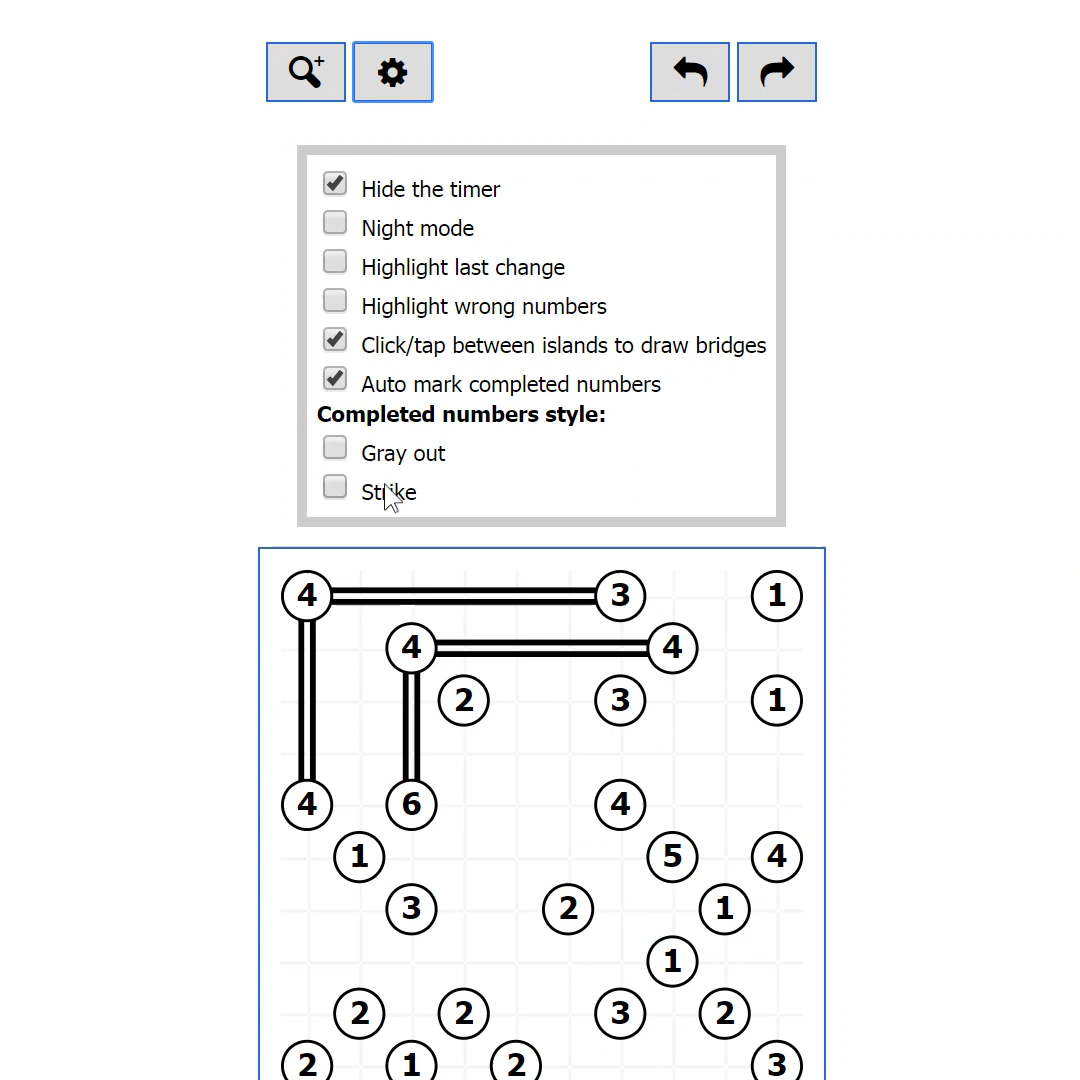 Hide the timer
Night mode
Highlight last change
Highlight wrong numbers
Click/tap between islands to draw bridges
Auto mark completed numbers
Completed numbers style:
Gray out
Strike
4 3 1
4 4
2 3 1
4 6 4
1 5 4
3 2 1
1
2 2 3 2
2 1 2 3